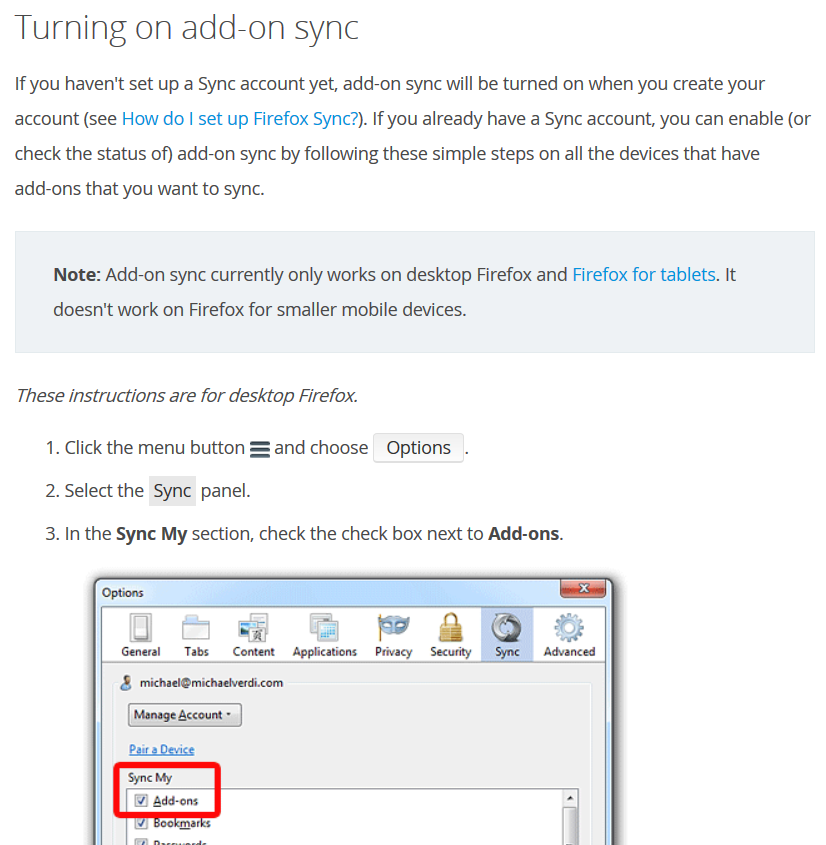 Turning on add-on sync
If you haven't set up a Sync account yet, add-on sync will be turned on when you create your
account (see How do I set up Firefox Sync?). If you already have a Sync account, you can enable (or
check the status of) add-on sync by following these simple steps on all the devices that have
add-ons that you want to sync.
Note: Add-on sync currently only works on desktop Firefox and Firefox for tablets. It
doesn't work on Firefox for smaller mobile devices.
These instructions are for desktop Firefox.
1. Click the menu button and choose Options .
2. Select the Sync panel.
3. In the Sync My section, check the check box next to Add-ons.
Options
General Tabs Content Applications Privacy Security Sync Advanced
michael@michaelverdi.com
Manage Account
Pair a Device
Sync My
Add-ons
Bookmarks